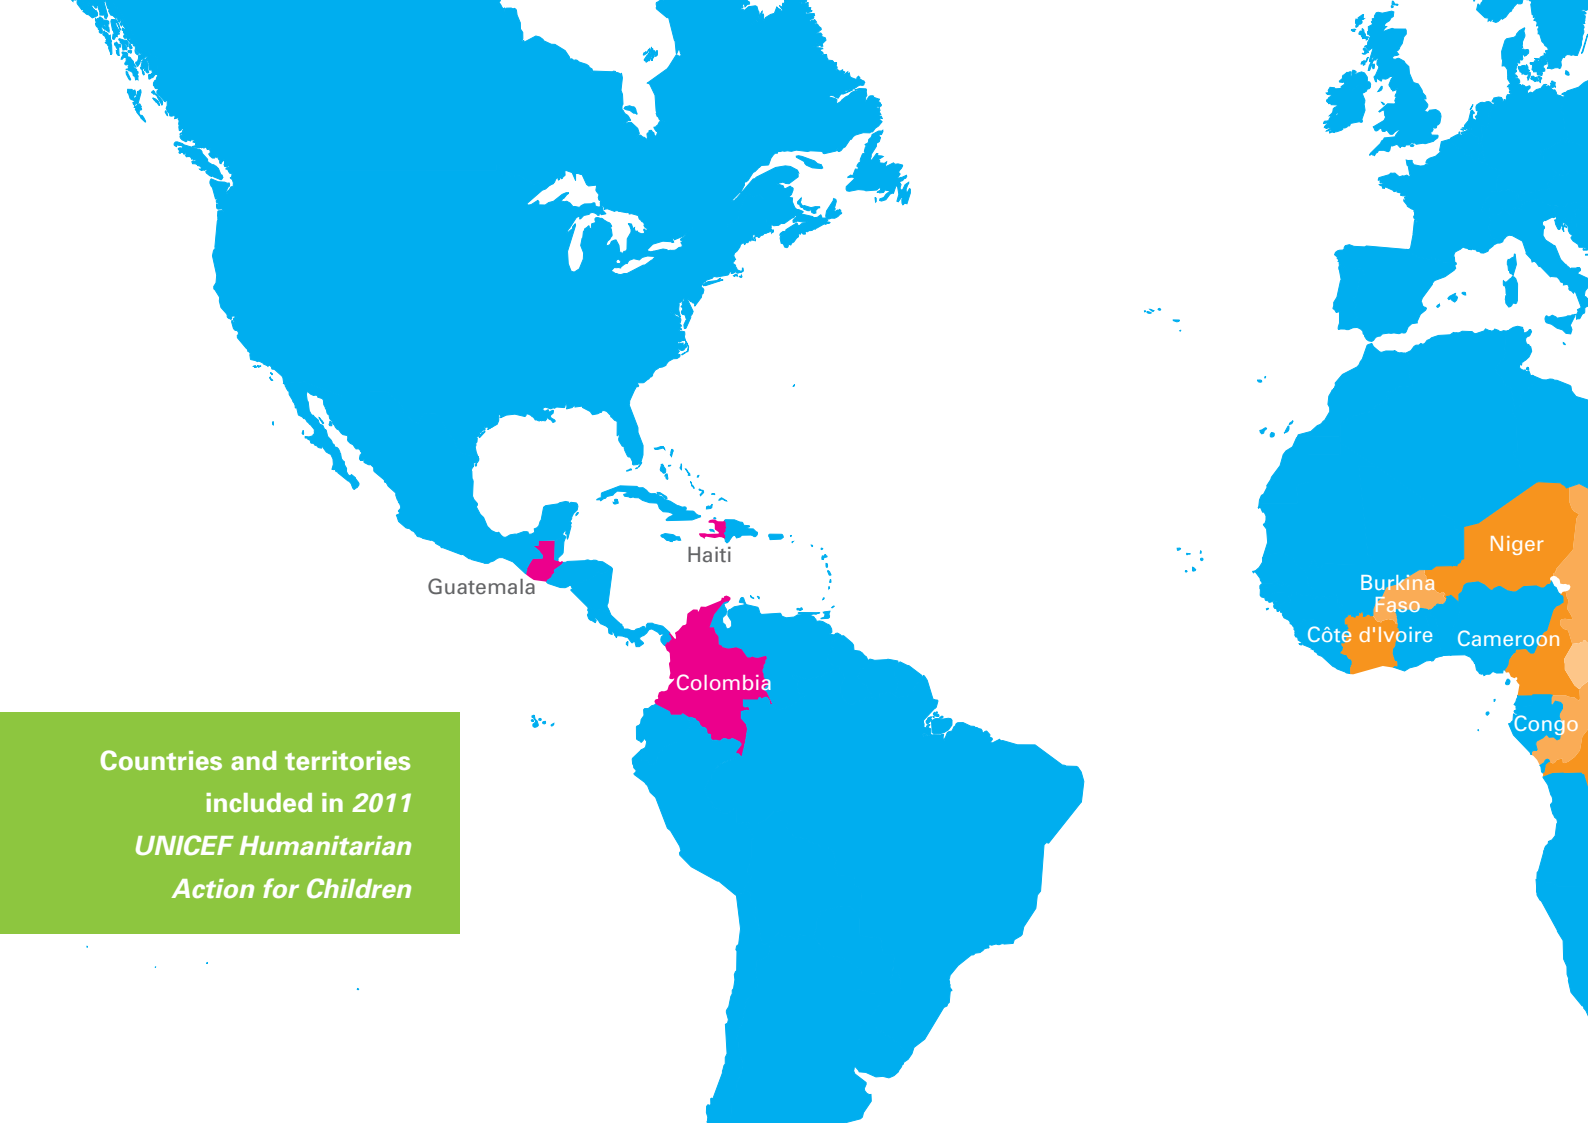 Niger
Haiti
Burkina
Faso
Guatemala
Côte d'Ivoire
Cameroon
Colombia
Congo
Countries and territories
included in 2011
UNICEF Humanitarian
Action for Children